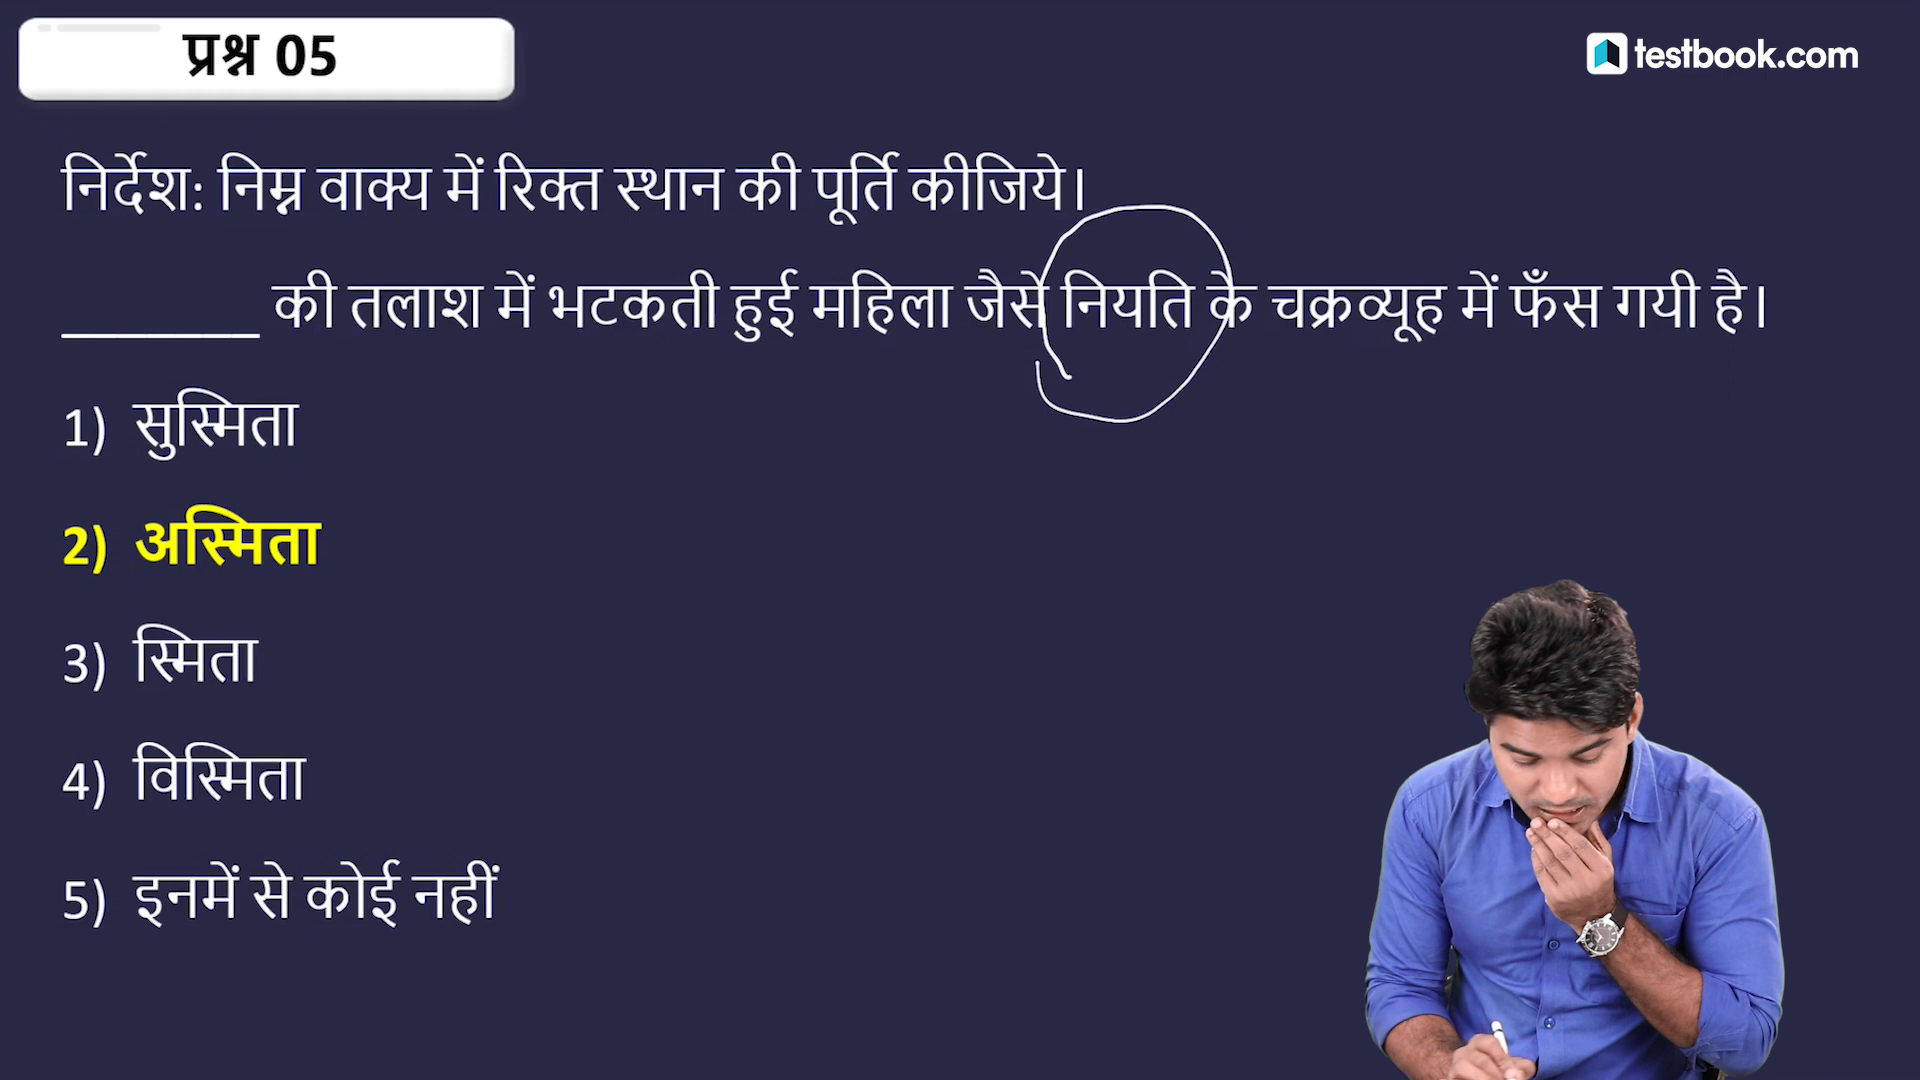 प्रश्न 05
testbook.com
निर्देश: निम्न वाक्य में रिक्त स्थान की पूर्ति कीजिये।
_______ की तलाश में भटकती हुई महिला जैसे नियति के चक्रव्यूह में फँस गयी है।
1) सुस्मिता
2) अस्मिता
3) स्मिता
4) विस्मिता
5) इनमें से कोई नहीं